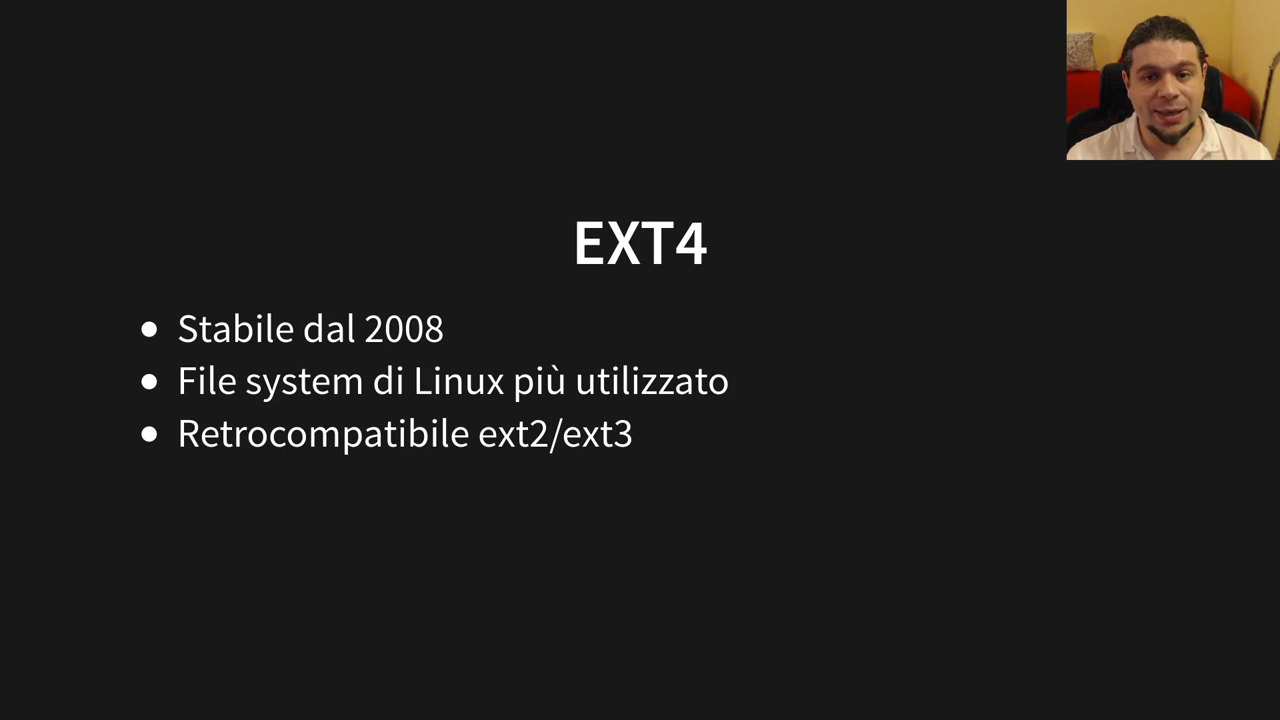 EXT4
Stabile dal 2008
File system di Linux più utilizzato
Retrocompatibile ext2/ext3